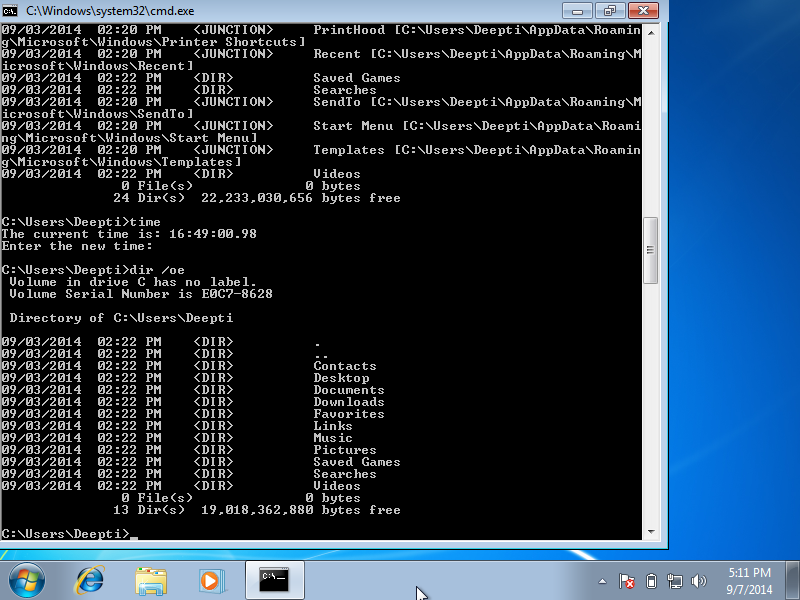 C:\Windows\system32\cmd.exe
09/03/2014  02:20 PM    <JUNCTION>     PrintHood [C:\Users\Deepti\AppData\Roamin
g\Microsoft\Windows\Printer Shortcuts]
09/03/2014  02:20 PM    <JUNCTION>     Recent [C:\Users\Deepti\AppData\Roaming\M
icrosoft\Windows\Recent]
09/03/2014  02:22 PM    <DIR>          Saved Games
09/03/2014  02:22 PM    <DIR>          Searches
09/03/2014  02:20 PM    <JUNCTION>     SendTo [C:\Users\Deepti\AppData\Roaming\M
icrosoft\Windows\SendTo]
09/03/2014  02:20 PM    <JUNCTION>     Start Menu [C:\Users\Deepti\AppData\Roami
ng\Microsoft\Windows\Start Menu]
09/03/2014  02:20 PM    <JUNCTION>     Templates [C:\Users\Deepti\AppData\Roamin
g\Microsoft\Windows\Templates]
09/03/2014  02:22 PM    <DIR>          Videos
               0 File(s)              0 bytes
              24 Dir(s)  22,233,030,656 bytes free
C:\Users\Deepti>time
The current time is: 16:49:00.98
Enter the new time:
C:\Users\Deepti>dir /oe
 Volume in drive C has no label.
 Volume Serial Number is E0C7-8628
 Directory of C:\Users\Deepti
09/03/2014  02:22 PM    <DIR>          .
09/03/2014  02:22 PM    <DIR>          ..
09/03/2014  02:22 PM    <DIR>          Contacts
09/03/2014  02:22 PM    <DIR>          Desktop
09/03/2014  02:22 PM    <DIR>          Documents
09/03/2014  02:22 PM    <DIR>          Downloads
09/03/2014  02:22 PM    <DIR>          Favorites
09/03/2014  02:22 PM    <DIR>          Links
09/03/2014  02:22 PM    <DIR>          Music
09/03/2014  02:22 PM    <DIR>          Pictures
09/03/2014  02:22 PM    <DIR>          Saved Games
09/03/2014  02:22 PM    <DIR>          Searches
09/03/2014  02:22 PM    <DIR>          Videos
               0 File(s)              0 bytes
              13 Dir(s)  19,018,362,880 bytes free
C:\Users\Deepti>_
5:11 PM
9/7/2014